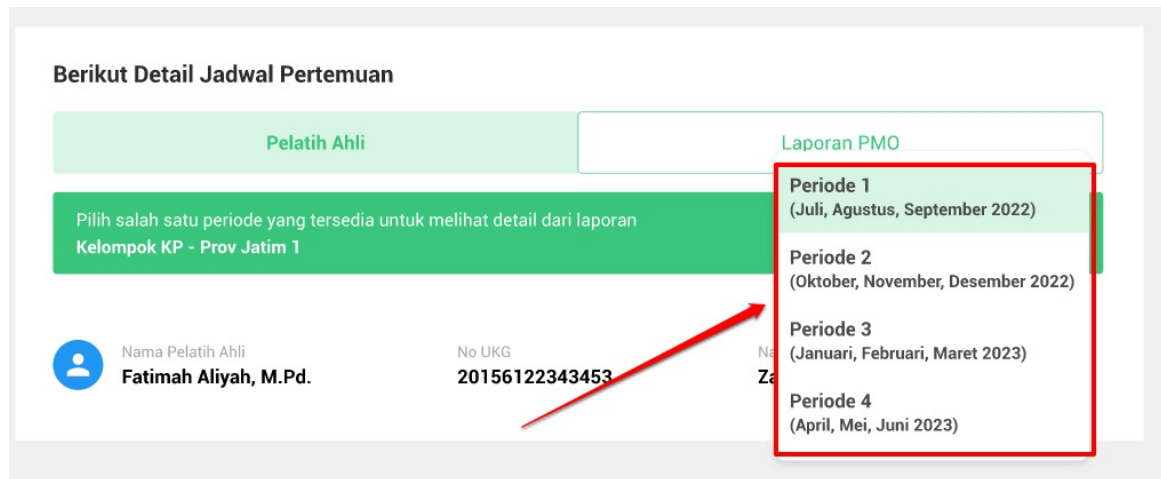 Berikut Detail Jadwal Pertemuan
Pelatih Ahli
Laporan PMO
Pilih salah satu periode yang tersedia untuk melihat detail dari laporan
Kelompok KP - Prov Jatim 1
Periode 1
(Juli, Agustus, September 2022)
Periode 2
(Oktober, November, Desember 2022)
Periode 3
(Januari, Februari, Maret 2023)
Periode 4
(April, Mei, Juni 2023)
Nama Pelatih Ahli
Fatimah Aliyah, M.Pd.
No UKG
20156122343453